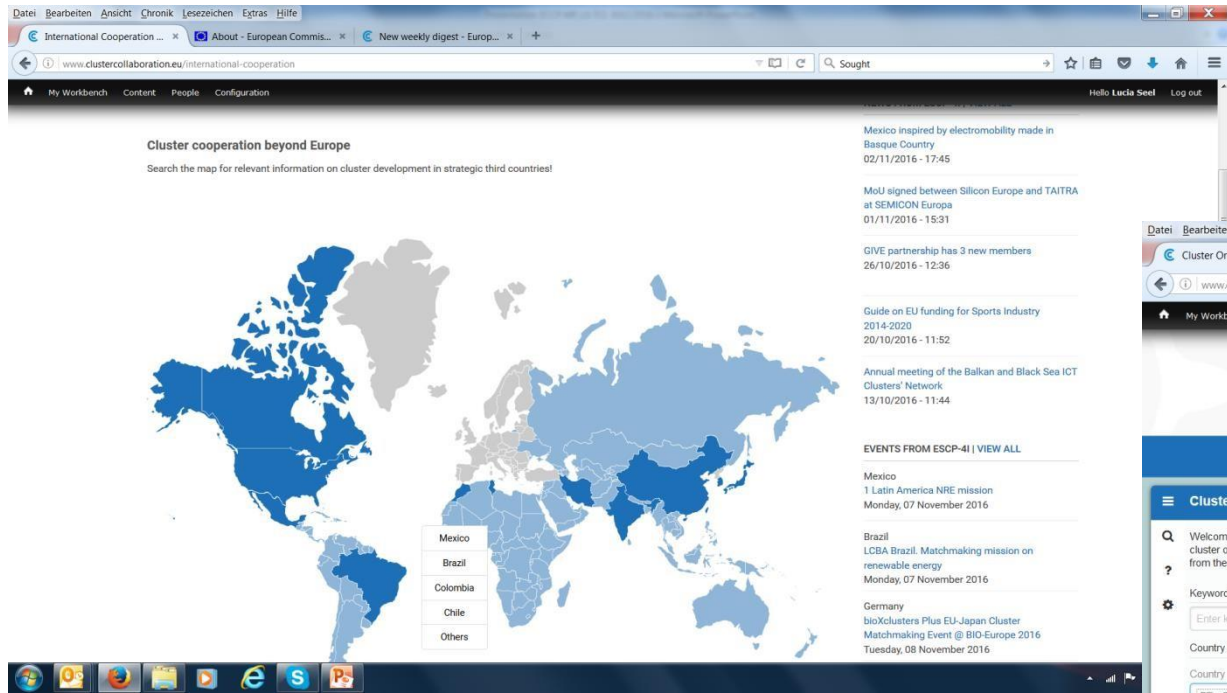 Datei Bearbeiten Ansicht Chronik Lesezeichen Extras Hilfe
International Cooperation ... × About - European Commis... × New weekly digest - Europ... × +
www.clustercollaboration.eu/international-cooperation Sought
My Workbench Content People Configuration Hello Lucia Seel Log out
Cluster cooperation beyond Europe
Search the map for relevant information on cluster development in strategic third countries!
Mexico
Brazil
Colombia
Chile
Others
Mexico inspired by electromobility made in
Basque Country
02/11/2016 - 17:45
MoU signed between Silicon Europe and TAITRA
at SEMICON Europa
01/11/2016 - 15:31
GIVE partnership has 3 new members
26/10/2016 - 12:36
Guide on EU funding for Sports Industry
2014-2020
20/10/2016 - 11:52
Annual meeting of the Balkan and Black Sea ICT
Clusters' Network
13/10/2016 - 11:44
EVENTS FROM ESCP-4I | VIEW ALL
Mexico
1 Latin America NRE mission
Monday, 07 November 2016
Brazil
LCBA Brazil. Matchmaking mission on
renewable energy
Monday, 07 November 2016
Germany
bioXclusters Plus EU-Japan Cluster
Matchmaking Event @ BIO-Europe 2016
Tuesday, 08 November 2016
Datei Bearbeite
Cluster Or
www.
My Workb
Cluste
Welcom
cluster o
from the
Keyword
Enter k
Country
Country